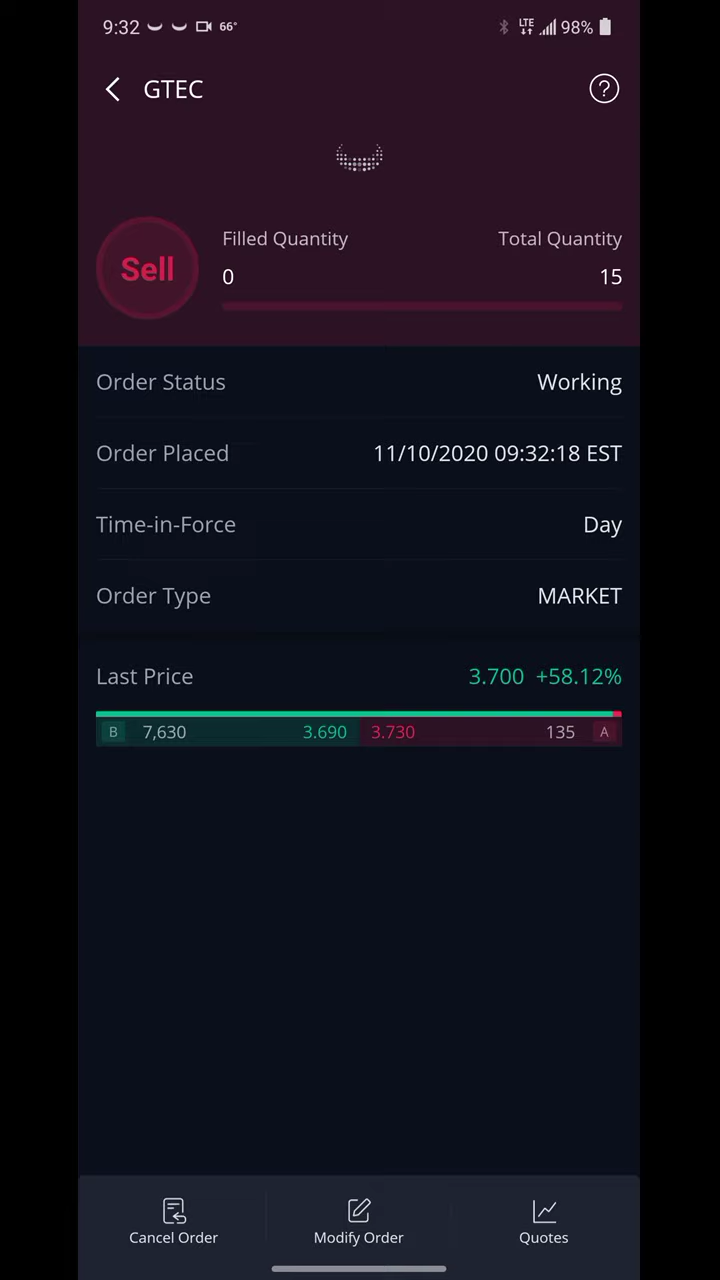 9:32 66° LTE 98%
GTEC ?
Sell
Filled Quantity Total Quantity
0 15
Order Status Working
Order Placed 11/10/2020 09:32:18 EST
Time-in-Force Day
Order Type MARKET
Last Price 3.700 +58.12%
B 7,630 3.690 3.730 135 A
Cancel Order Modify Order Quotes